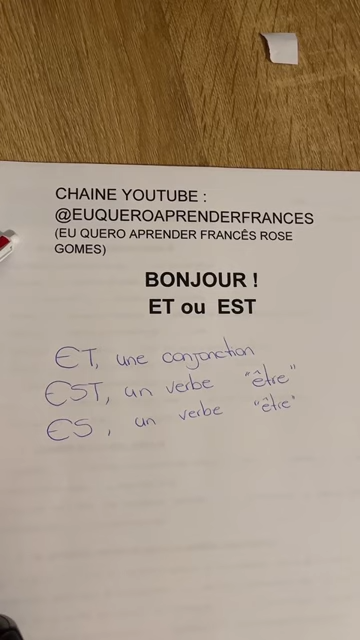 CHAINE YOUTUBE :
@EUQUEROAPRENDERFRANCES
(EU QUERO APRENDER FRANCÊS ROSE
GOMES)
BONJOUR !
ET ou EST
ET, une conjonction
EST, un verbe "être"
ES, un verbe "être"